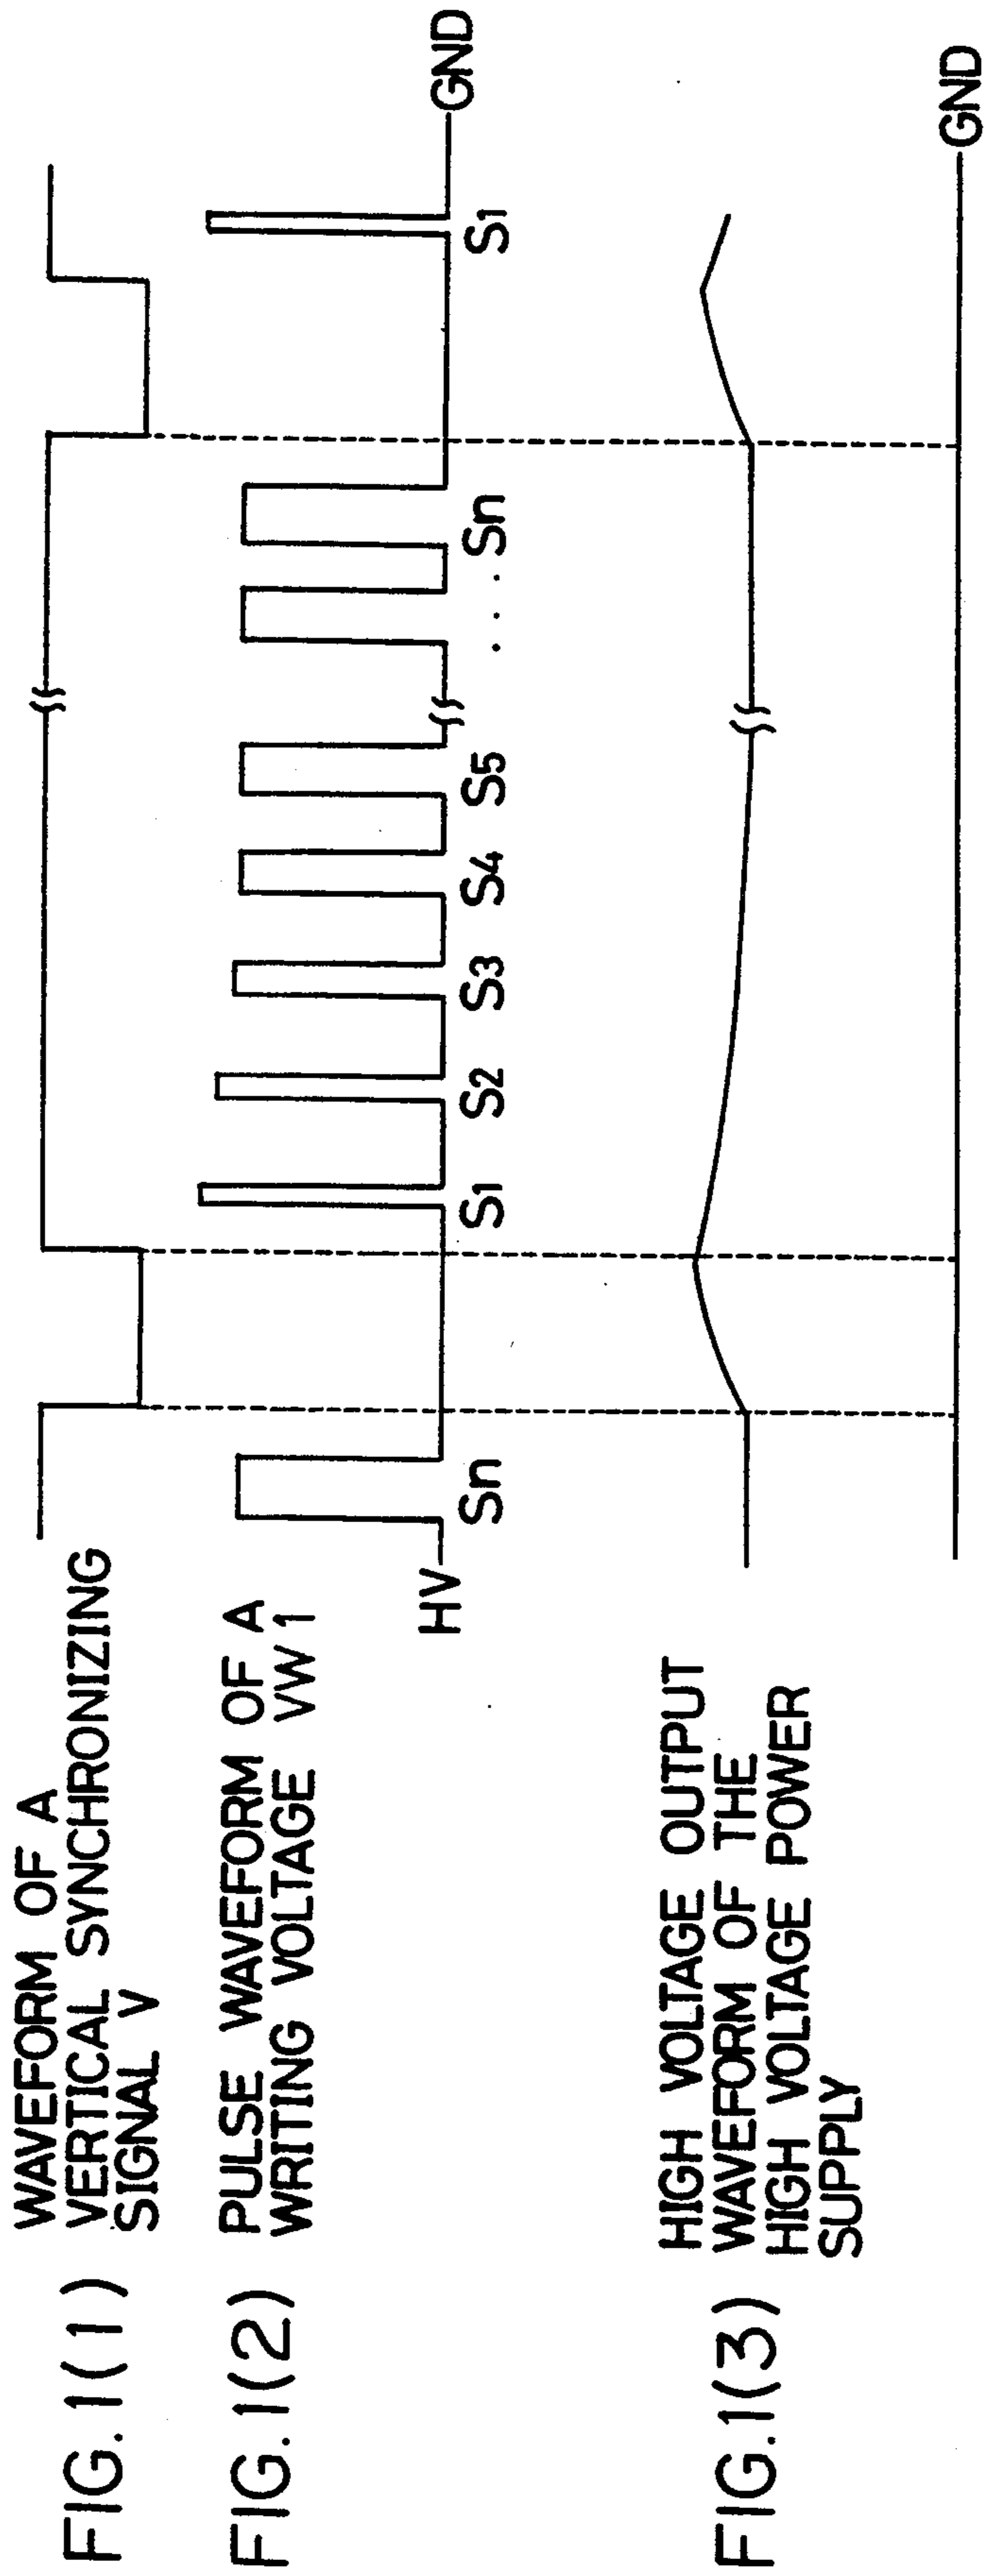 FIG. 1(1)
WAVEFORM OF A
VERTICAL SYNCHRONIZING
SIGNAL V
FIG. 1(2)
PULSE WAVEFORM OF A
WRITING VOLTAGE VW1
HV
Sn
S1
S2
S3
S4
S5
...
Sn
S1
GND
FIG. 1(3)
HIGH VOLTAGE OUTPUT
WAVEFORM OF THE
HIGH VOLTAGE POWER
SUPPLY
GND